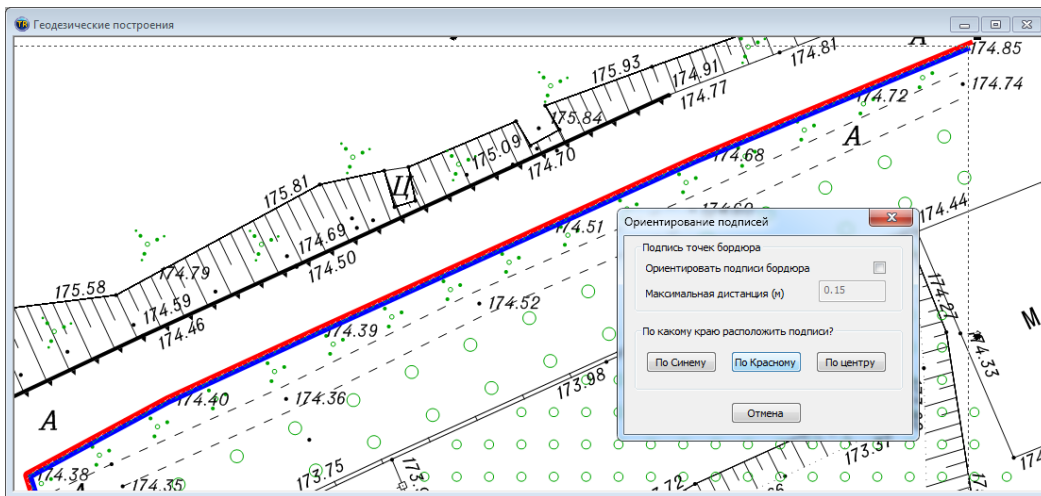 Геодезические построения
174.85
174.81
174.74
175.93
174.91
174.77
174.72
А
175.84
175.09
174.70
174.68
Ц
175.81
174.69
174.50
174.51
174.44
174.79
175.58
174.59
174.46
174.52
174.39
174.27
174.33
М
173.98
174.40
174.36
А
174.38
174.35
173.75
Ориентирование подписей
Подпись точек бордюра
Ориентировать подписи бордюра
Максимальная дистанция (м)
0.15
По какому краю расположить подписи?
По Синему
По Красному
По центру
Отмена